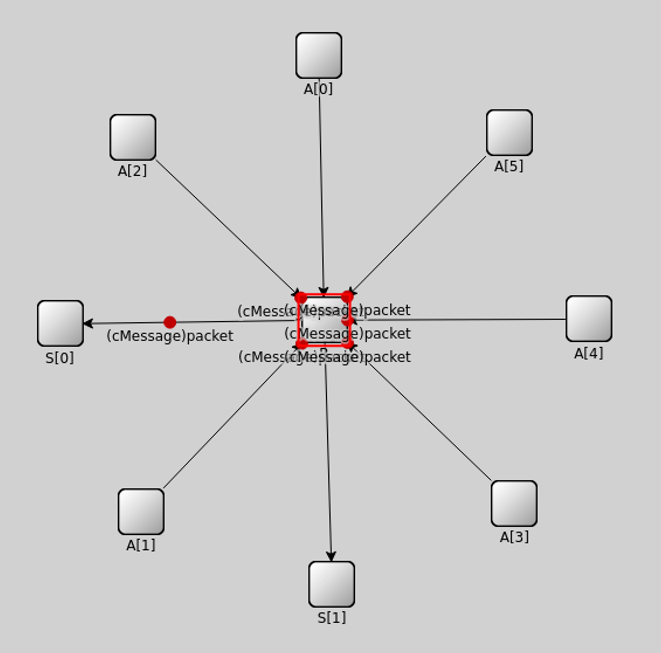 A[0]
A[2]
A[5]
(cMessage)packet
(cMessage)packet
S[0]
(cMessage)packet
A[4]
(cMessage)packet
A[1]
A[3]
S[1]